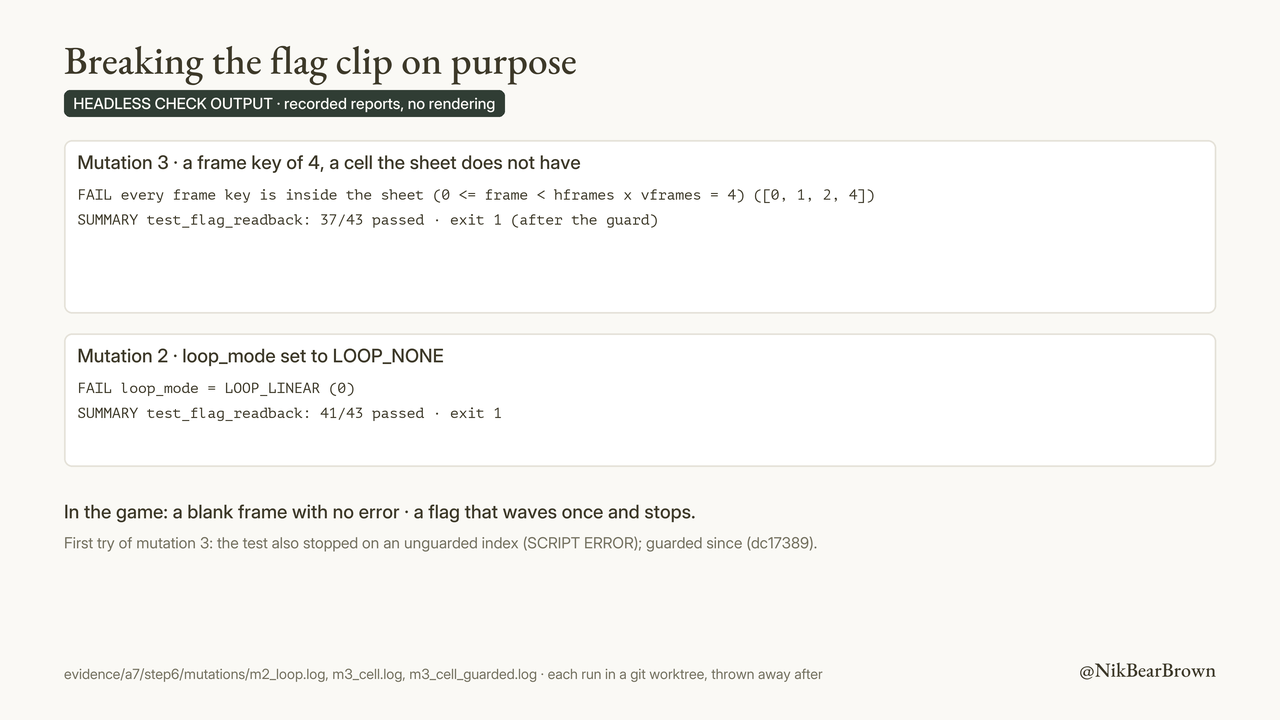 Breaking the flag clip on purpose
HEADLESS CHECK OUTPUT · recorded reports, no rendering
Mutation 3 · a frame key of 4, a cell the sheet does not have
FAIL every frame key is inside the sheet (0 <= frame < hframes x vframes = 4) ([0, 1, 2, 4])
SUMMARY test_flag_readback: 37/43 passed · exit 1 (after the guard)
Mutation 2 · loop_mode set to LOOP_NONE
FAIL loop_mode = LOOP_LINEAR (0)
SUMMARY test_flag_readback: 41/43 passed · exit 1
In the game: a blank frame with no error · a flag that waves once and stops.
First try of mutation 3: the test also stopped on an unguarded index (SCRIPT ERROR); guarded since (dc17389).
evidence/a7/step6/mutations/m2_loop.log, m3_cell.log, m3_cell_guarded.log · each run in a git worktree, thrown away after
@NikBearBrown